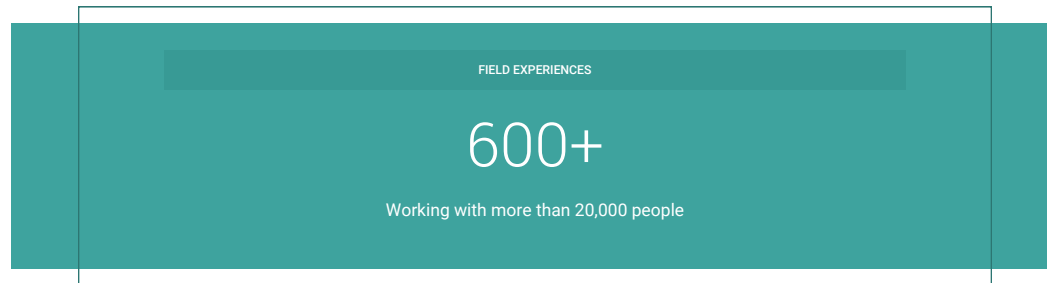 FIELD EXPERIENCES
600+
Working with more than 20,000 people